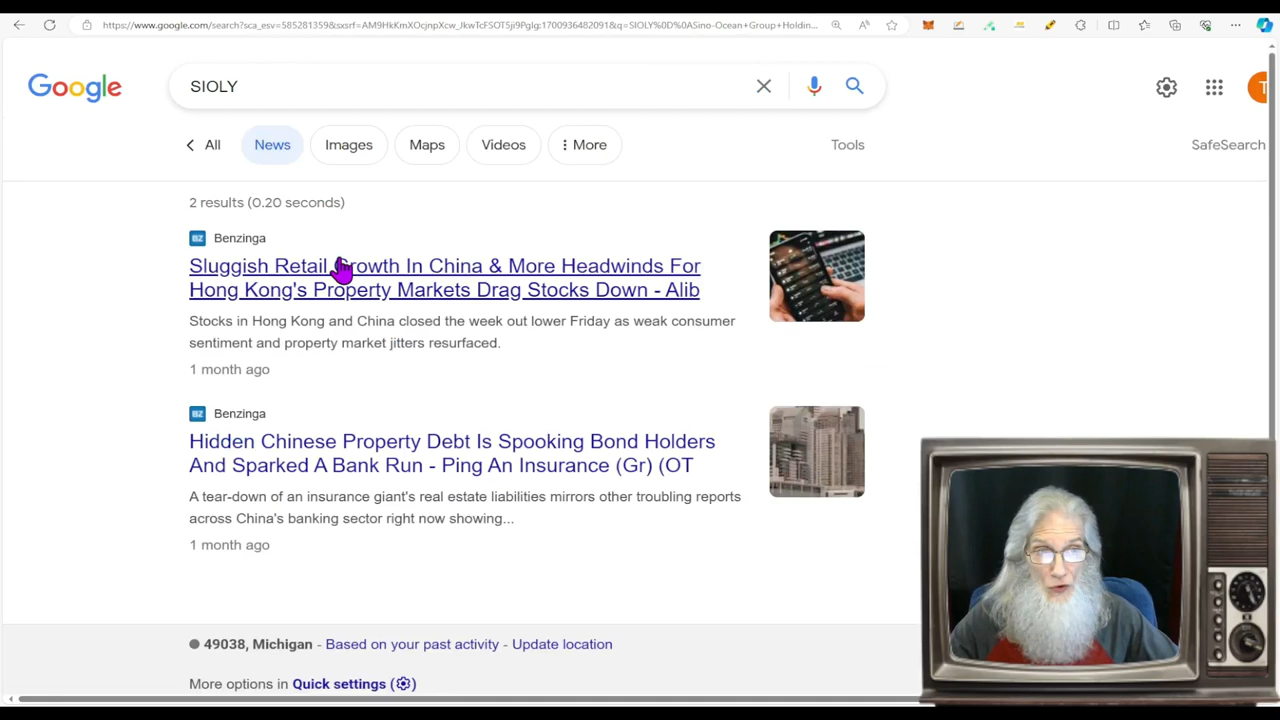 https://www.google.com/search?sca_esv=585281359&sxsrf=AM9HkKmXOcjnpXcw_JkwTcFSOT5ji9Pglg:1700936482091&q=SIOLY%0D%0ASino-Ocean+Group+Holdin...
Google
SIOLY
All
News
Images
Maps
Videos
More
Tools
SafeSearch
T
2 results (0.20 seconds)
BZ Benzinga
Sluggish Retail Growth In China & More Headwinds For
Hong Kong's Property Markets Drag Stocks Down - Alib
Stocks in Hong Kong and China closed the week out lower Friday as weak consumer
sentiment and property market jitters resurfaced.
1 month ago
BZ Benzinga
Hidden Chinese Property Debt Is Spooking Bond Holders
And Sparked A Bank Run - Ping An Insurance (Gr) (OT
A tear-down of an insurance giant's real estate liabilities mirrors other troubling reports
across China's banking sector right now showing...
1 month ago
49038, Michigan - Based on your past activity - Update location
More options in Quick settings